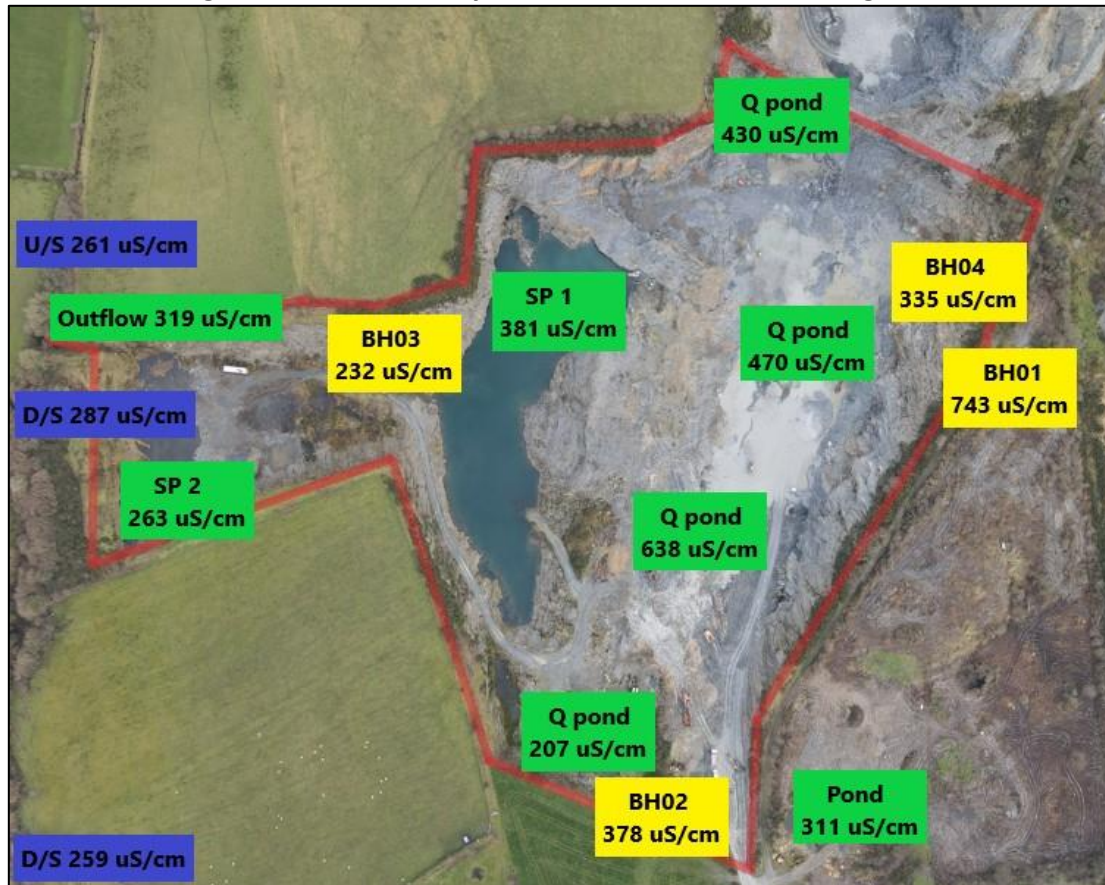 Q pond
430 uS/cm
U/S 261 uS/cm
BH04
335 uS/cm
Outflow 319 uS/cm
SP 1
381 uS/cm
BH03
232 uS/cm
Q pond
470 uS/cm
BH01
743 uS/cm
D/S 287 uS/cm
SP 2
263 uS/cm
Q pond
638 uS/cm
Q pond
207 uS/cm
BH02
378 uS/cm
Pond
311 uS/cm
D/S 259 uS/cm